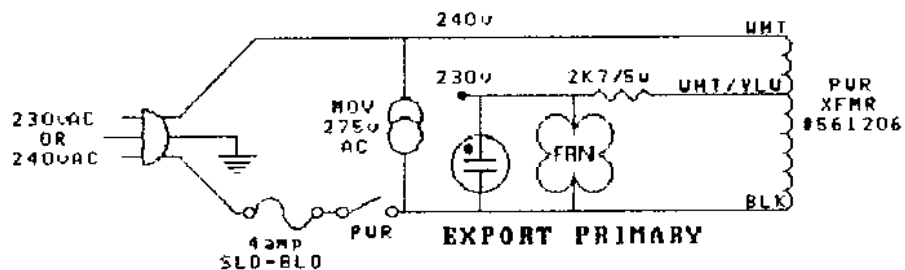 240v
WHT
230v
2K7/5w
WHT/YLW
PWR
XFMR
#561206
MOV
275v
AC
230vAC
OR
240vAC
FAN
BLK
4amp
SLO-BLO
PWR
EXPORT PRIMARY